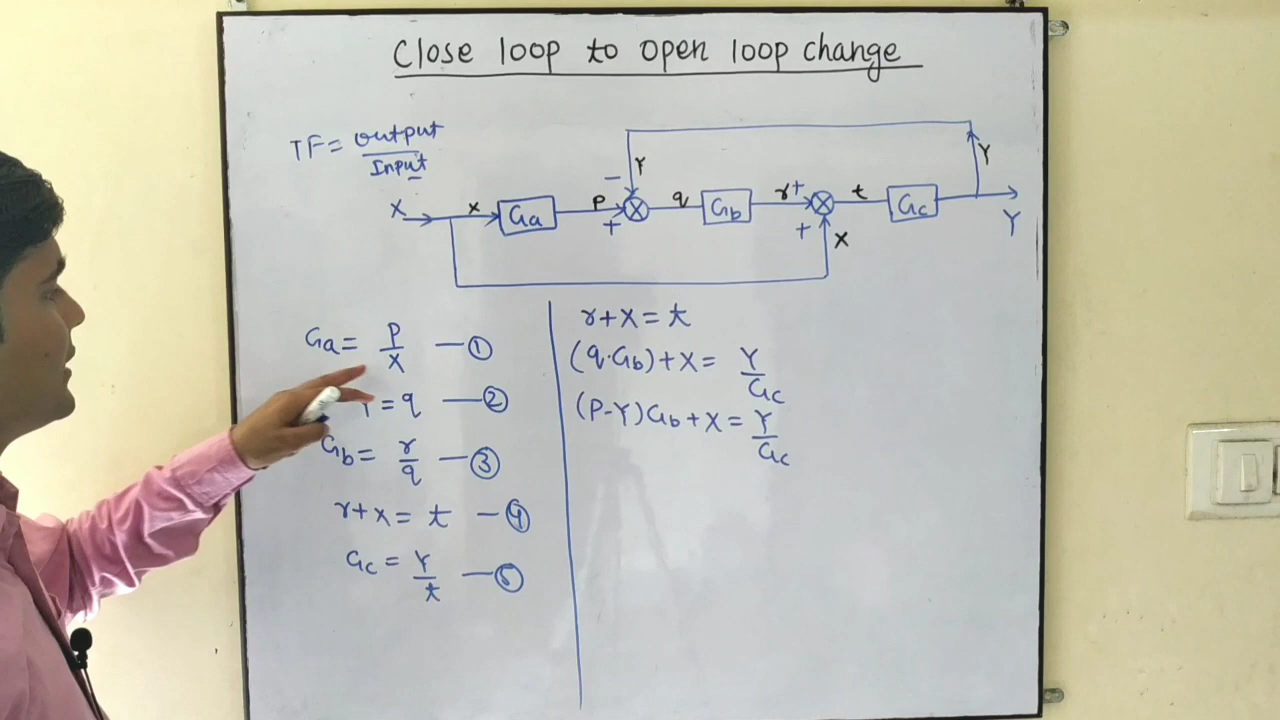 Close loop to open loop change
TF = output / Input
Y
- Y
X x Ga p + q Gb r + t Gc Y
+ X
Ga = P/X — ①
Y = q — ②
Gb = r/q — ③
r + x = t — ④
Gc = Y/t — ⑤
r + X = t
(q·Gb) + X = Y/Gc
(P-Y)Gb + X = Y/Gc